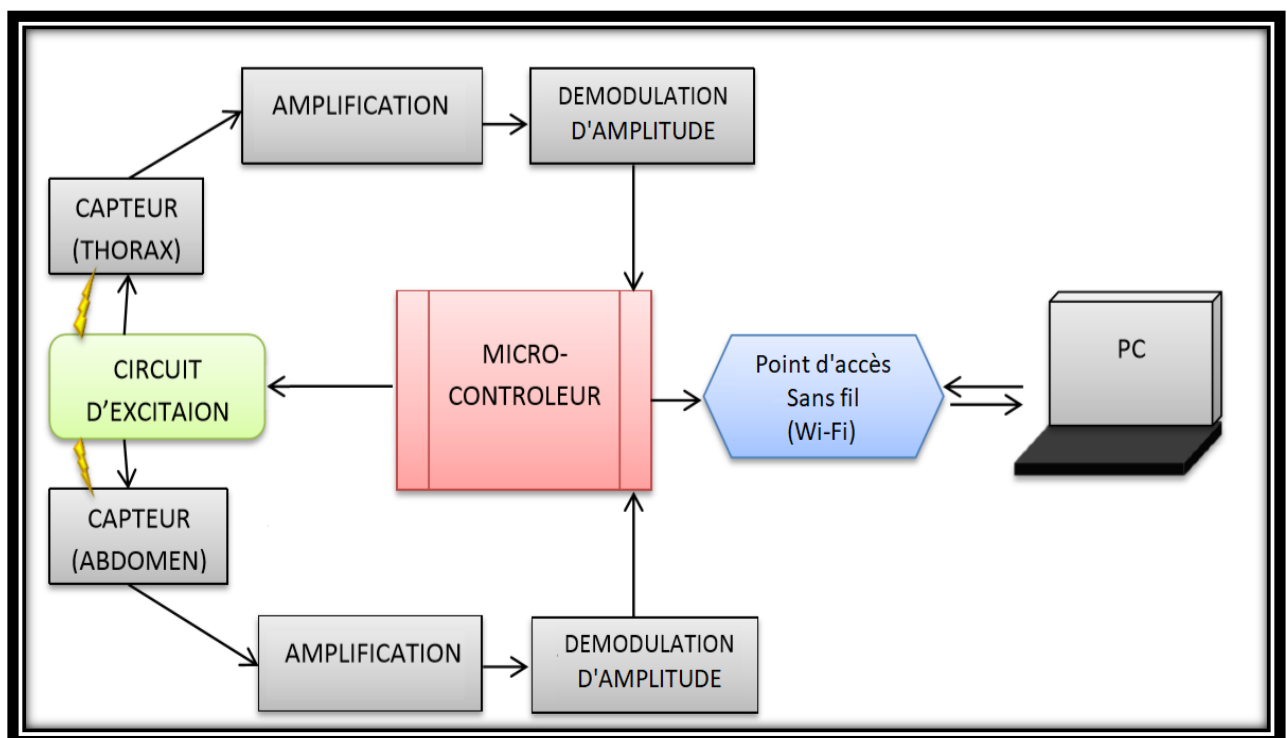 AMPLIFICATION
DEMODULATION
D'AMPLITUDE
CAPTEUR
(THORAX)
CIRCUIT
D’EXCITAION
MICRO-
CONTROLEUR
Point d'accès
Sans fil
(Wi-Fi)
PC
CAPTEUR
(ABDOMEN)
AMPLIFICATION
DEMODULATION
D'AMPLITUDE